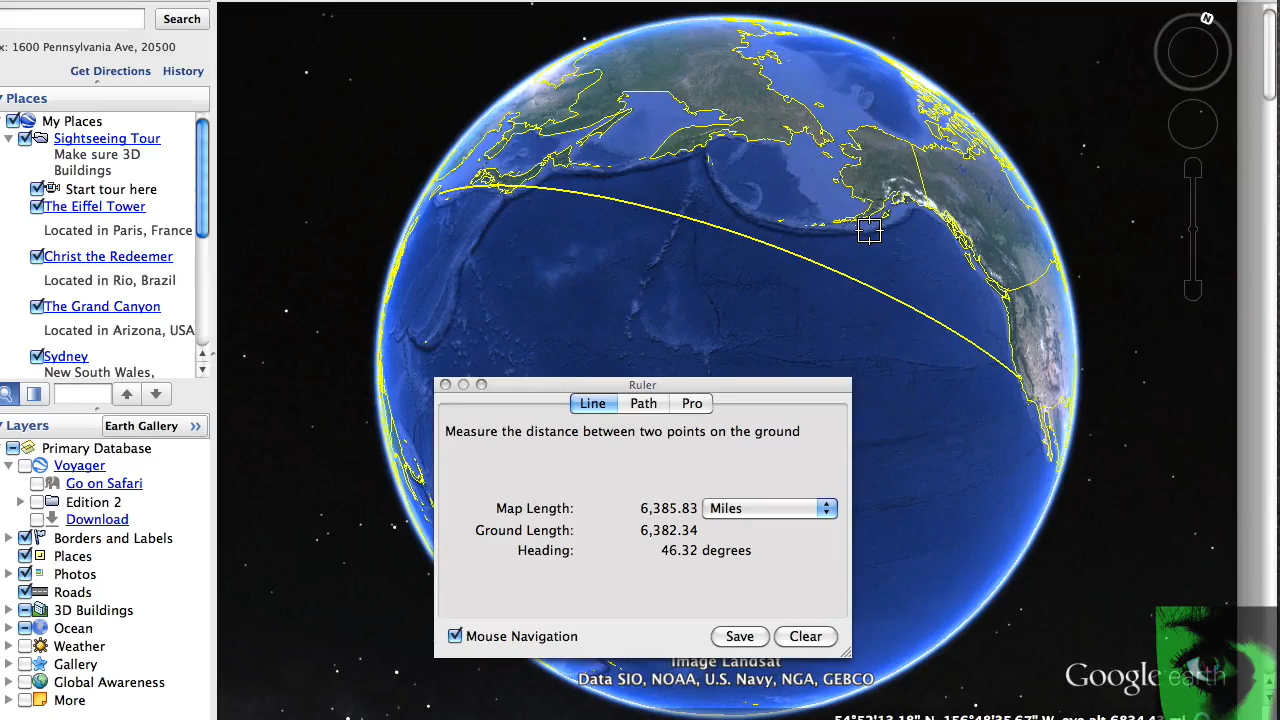 Search
x: 1600 Pennsylvania Ave, 20500
Get Directions History
Places
My Places
Sightseeing Tour
Make sure 3D
Buildings
Start tour here
The Eiffel Tower
Located in Paris, France
Christ the Redeemer
Located in Rio, Brazil
The Grand Canyon
Located in Arizona, USA
Sydney
New South Wales,
Layers
Earth Gallery >>
Primary Database
Voyager
Go on Safari
Edition 2
Download
Borders and Labels
Places
Photos
Roads
3D Buildings
Ocean
Weather
Gallery
Global Awareness
More
N
Ruler
Line Path Pro
Measure the distance between two points on the ground
Map Length: 6,385.83 Miles
Ground Length: 6,382.34
Heading: 46.32 degrees
Mouse Navigation Save Clear
Image Landsat
Data SIO, NOAA, U.S. Navy, NGA, GEBCO
Google earth